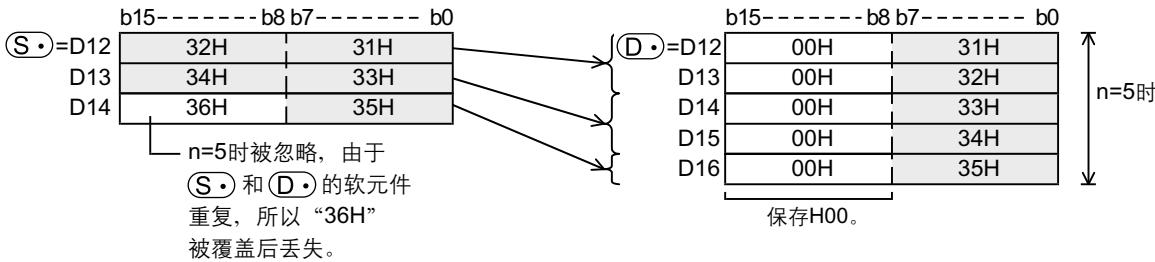 b15 b8 b7 b0
S・=D12 32H 31H
D13 34H 33H
D14 36H 35H
n=5时被忽略，由于
S・和D・的软元件
重复，所以“36H”
被覆盖后丢失。
b15 b8 b7 b0
D・=D12 00H 31H
D13 00H 32H
D14 00H 33H
D15 00H 34H
D16 00H 35H
n=5时
保存H00。